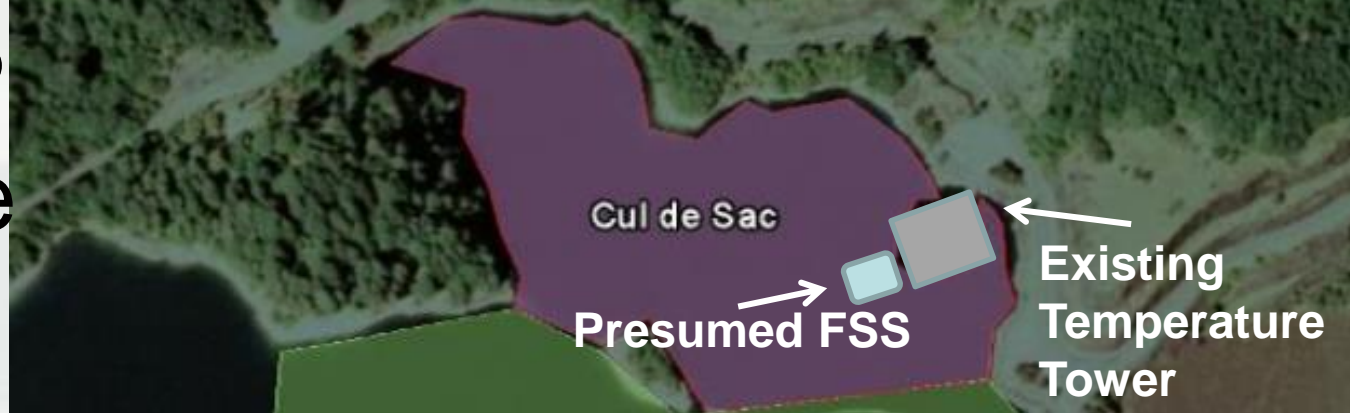 Cul de Sac
Existing
Presumed FSS
Temperature
Tower